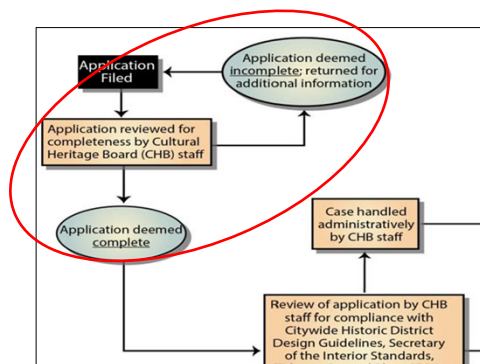 Application
Filed
Application deemed
incomplete; returned for
additional information
Application reviewed for
completeness by Cultural
Heritage Board (CHB) staff
Application deemed
complete
Case handled
administratively
by CHB staff
Review of application by CHB
staff for compliance with
Citywide Historic District
Design Guidelines, Secretary
of the Interior Standards,